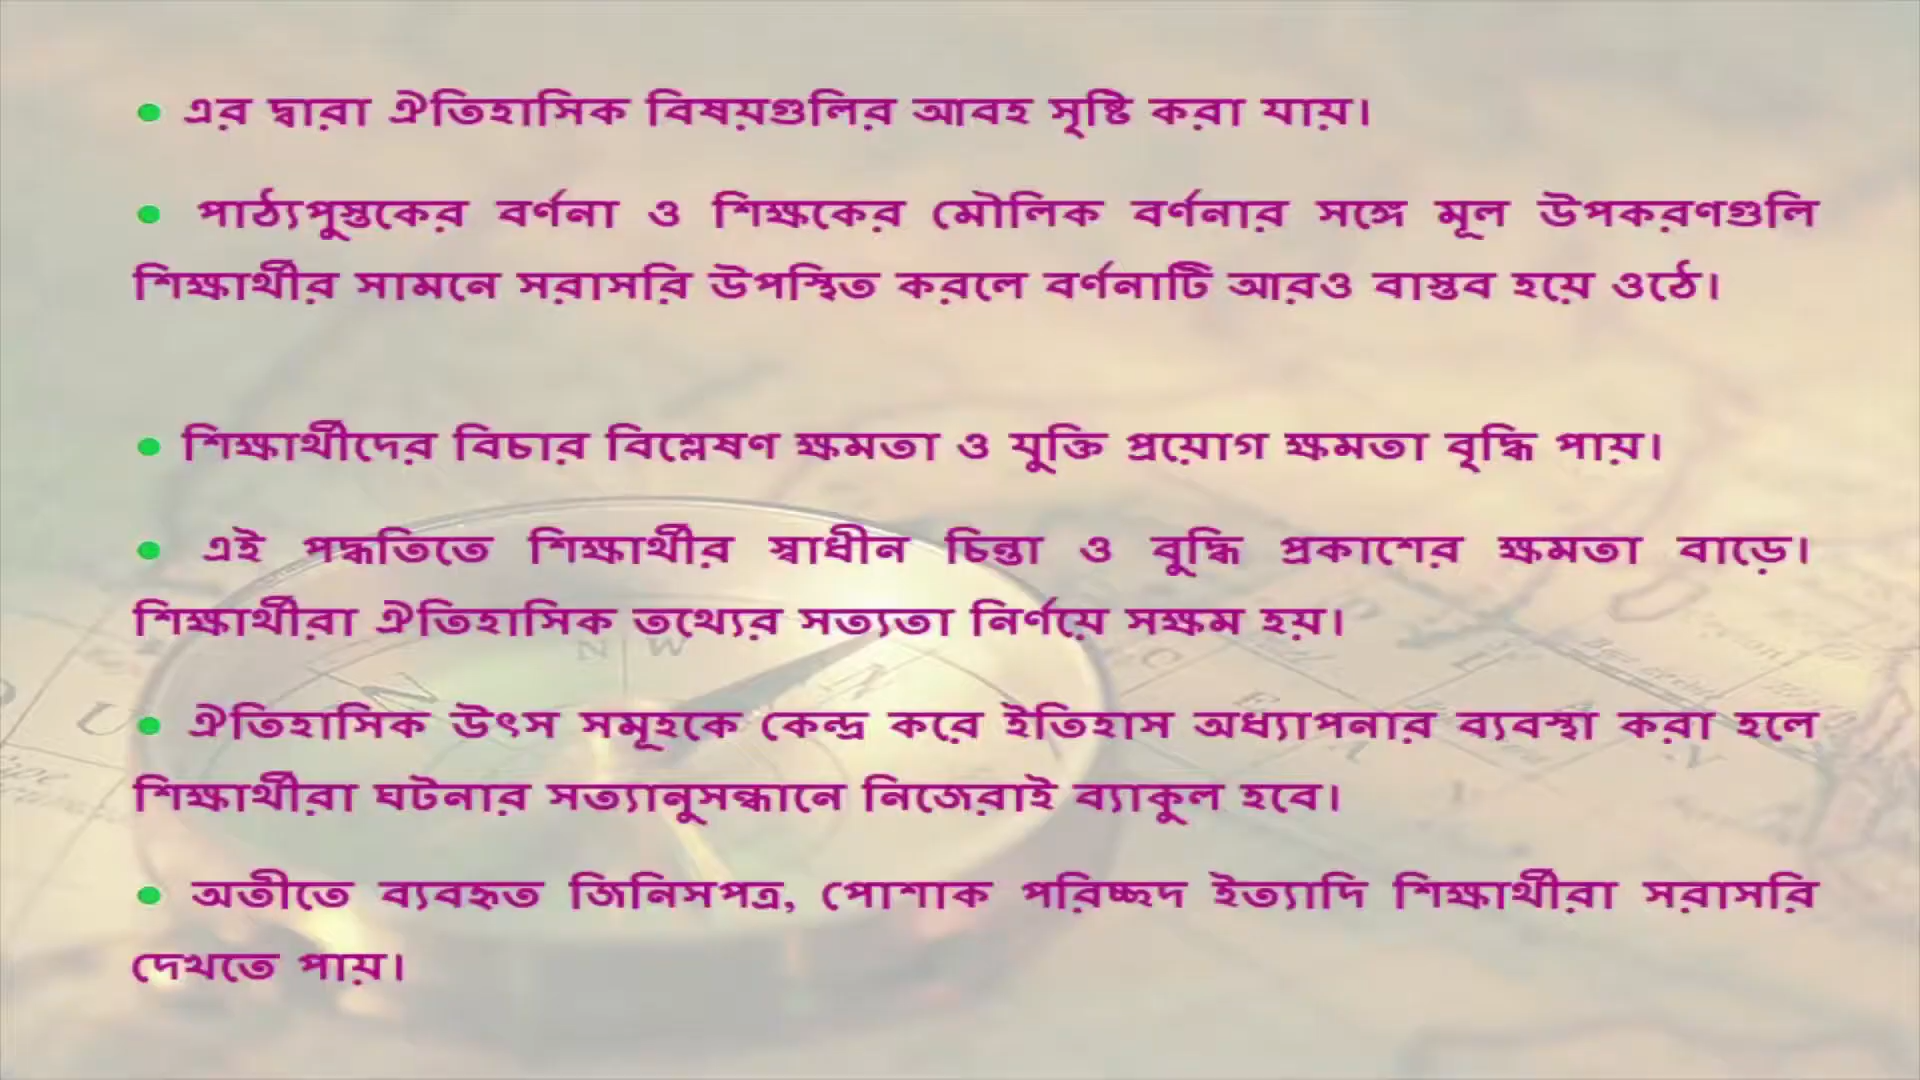 • এর দ্বারা ঐতিহাসিক বিষয়গুলির আবহ সৃষ্টি করা যায়।
• পাঠ্যপুস্তকের বর্ণনা ও শিক্ষকের মৌলিক বর্ণনার সঙ্গে মূল উপকরণগুলি
শিক্ষার্থীর সামনে সরাসরি উপস্থিত করলে বর্ণনাটি আরও বাস্তব হয়ে ওঠে।
• শিক্ষার্থীদের বিচার বিশ্লেষণ ক্ষমতা ও যুক্তি প্রয়োগ ক্ষমতা বৃদ্ধি পায়।
• এই পদ্ধতিতে শিক্ষার্থীর স্বাধীন চিন্তা ও বুদ্ধি প্রকাশের ক্ষমতা বাড়ে।
শিক্ষার্থীরা ঐতিহাসিক তথ্যের সত্যতা নির্ণয়ে সক্ষম হয়।
• ঐতিহাসিক উৎস সমূহকে কেন্দ্র করে ইতিহাস অধ্যাপনার ব্যবস্থা করা হলে
শিক্ষার্থীরা ঘটনার সত্যানুসন্ধানে নিজেরাই ব্যাকুল হবে।
• অতীতে ব্যবহৃত জিনিসপত্র, পোশাক পরিচ্ছদ ইত্যাদি শিক্ষার্থীরা সরাসরি
দেখতে পায়।